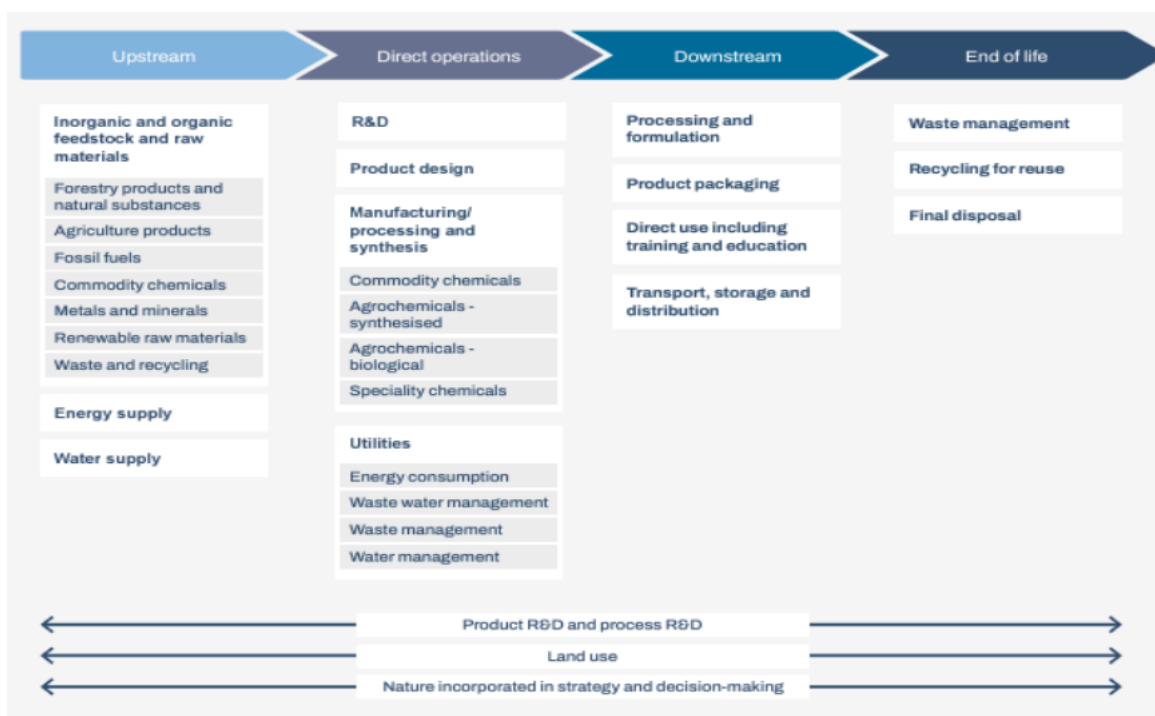 Upstream
Direct operations
Downstream
End of life
Inorganic and organic
feedstock and raw
materials
Forestry products and
natural substances
Agriculture products
Fossil fuels
Commodity chemicals
Metals and minerals
Renewable raw materials
Waste and recycling
Energy supply
Water supply
R&D
Product design
Manufacturing/
processing and
synthesis
Commodity chemicals
Agrochemicals -
synthesised
Agrochemicals -
biological
Speciality chemicals
Utilities
Energy consumption
Waste water management
Waste management
Water management
Processing and
formulation
Product packaging
Direct use including
training and education
Transport, storage and
distribution
Waste management
Recycling for reuse
Final disposal
Product R&D and process R&D
Land use
Nature incorporated in strategy and decision-making